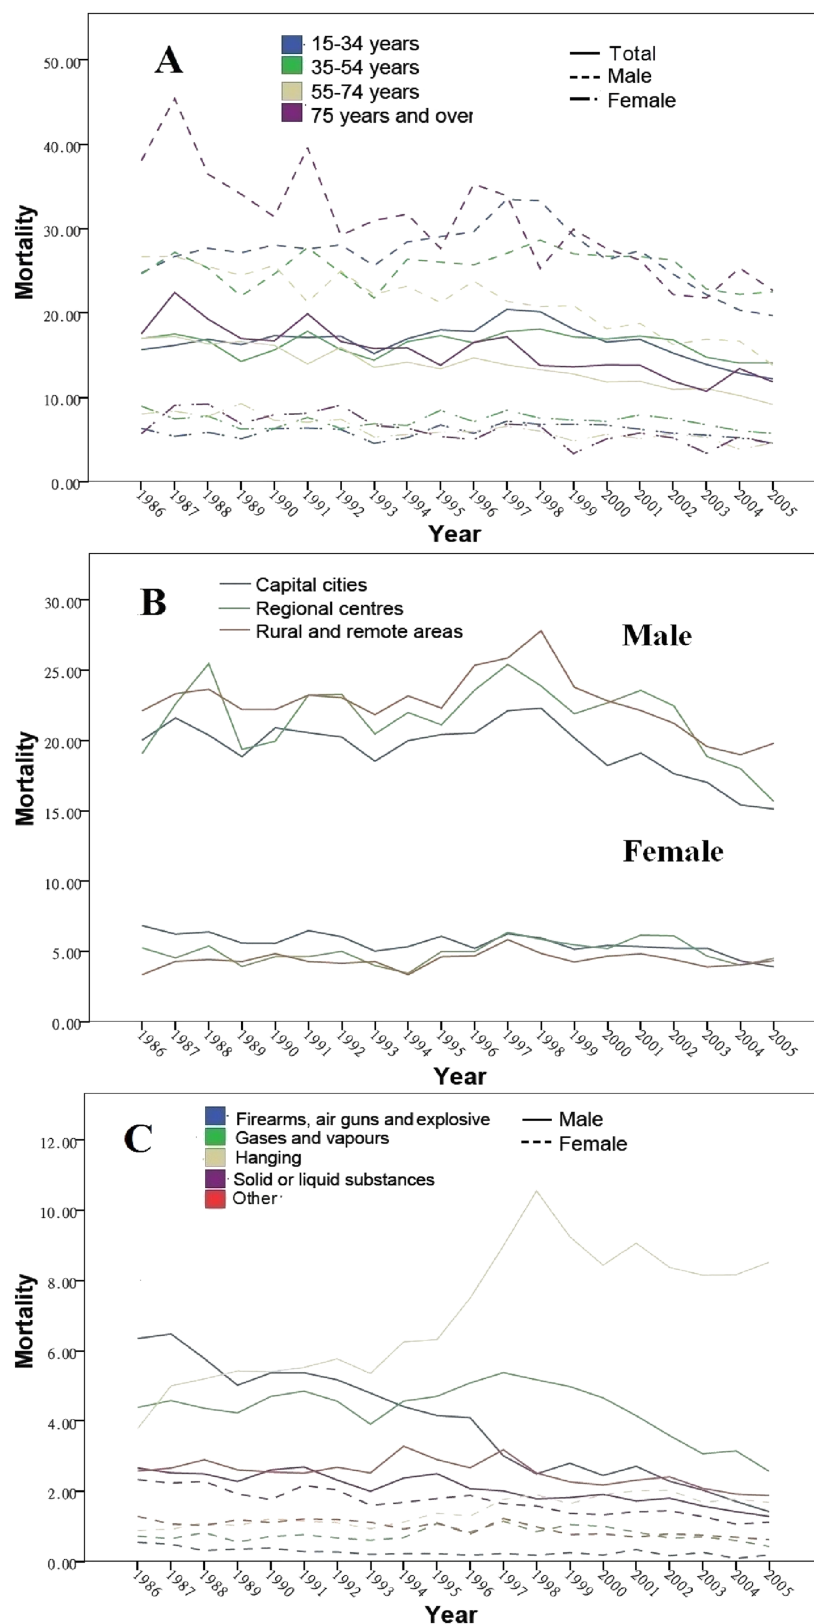 A
15-34 years
35-54 years
55-74 years
75 years and over
Total
Male
Female
Mortality
50.00
40.00
30.00
20.00
10.00
0.00
1986 1987 1988 1989 1990 1991 1992 1993 1994 1995 1996 1997 1998 1999 2000 2001 2002 2003 2004 2005
Year
B
Capital cities
Regional centres
Rural and remote areas
Male
Female
Mortality
30.00
25.00
20.00
15.00
10.00
5.00
0.00
1986 1987 1988 1989 1990 1991 1992 1993 1994 1995 1996 1997 1998 1999 2000 2001 2002 2003 2004 2005
Year
C
Firearms, air guns and explosive
Gases and vapours
Hanging
Solid or liquid substances
Other
Male
Female
Mortality
12.00
10.00
8.00
6.00
4.00
2.00
0.00
1986 1987 1988 1989 1990 1991 1992 1993 1994 1995 1996 1997 1998 1999 2000 2001 2002 2003 2004 2005
Year